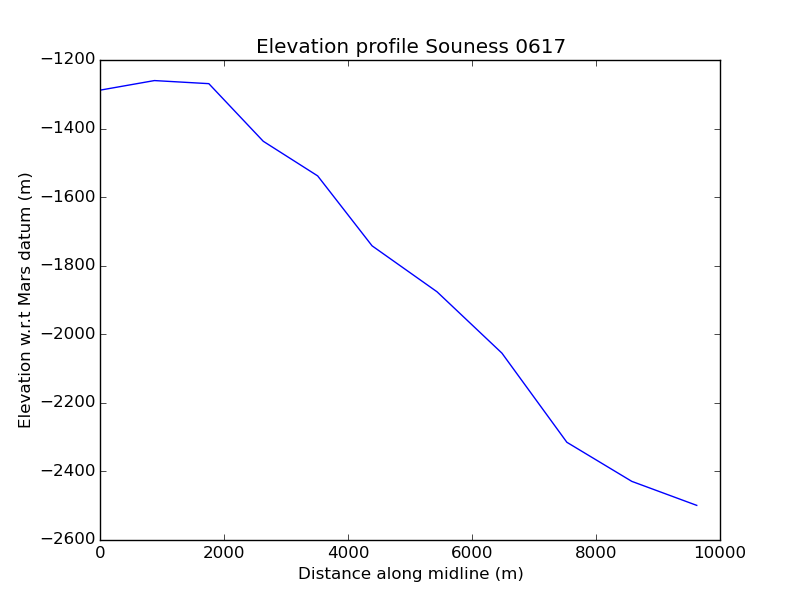 Elevation profile Souness 0617
Elevation w.r.t Mars datum (m)
−1200
−1400
−1600
−1800
−2000
−2200
−2400
−2600
0 2000 4000 6000 8000 10000
Distance along midline (m)